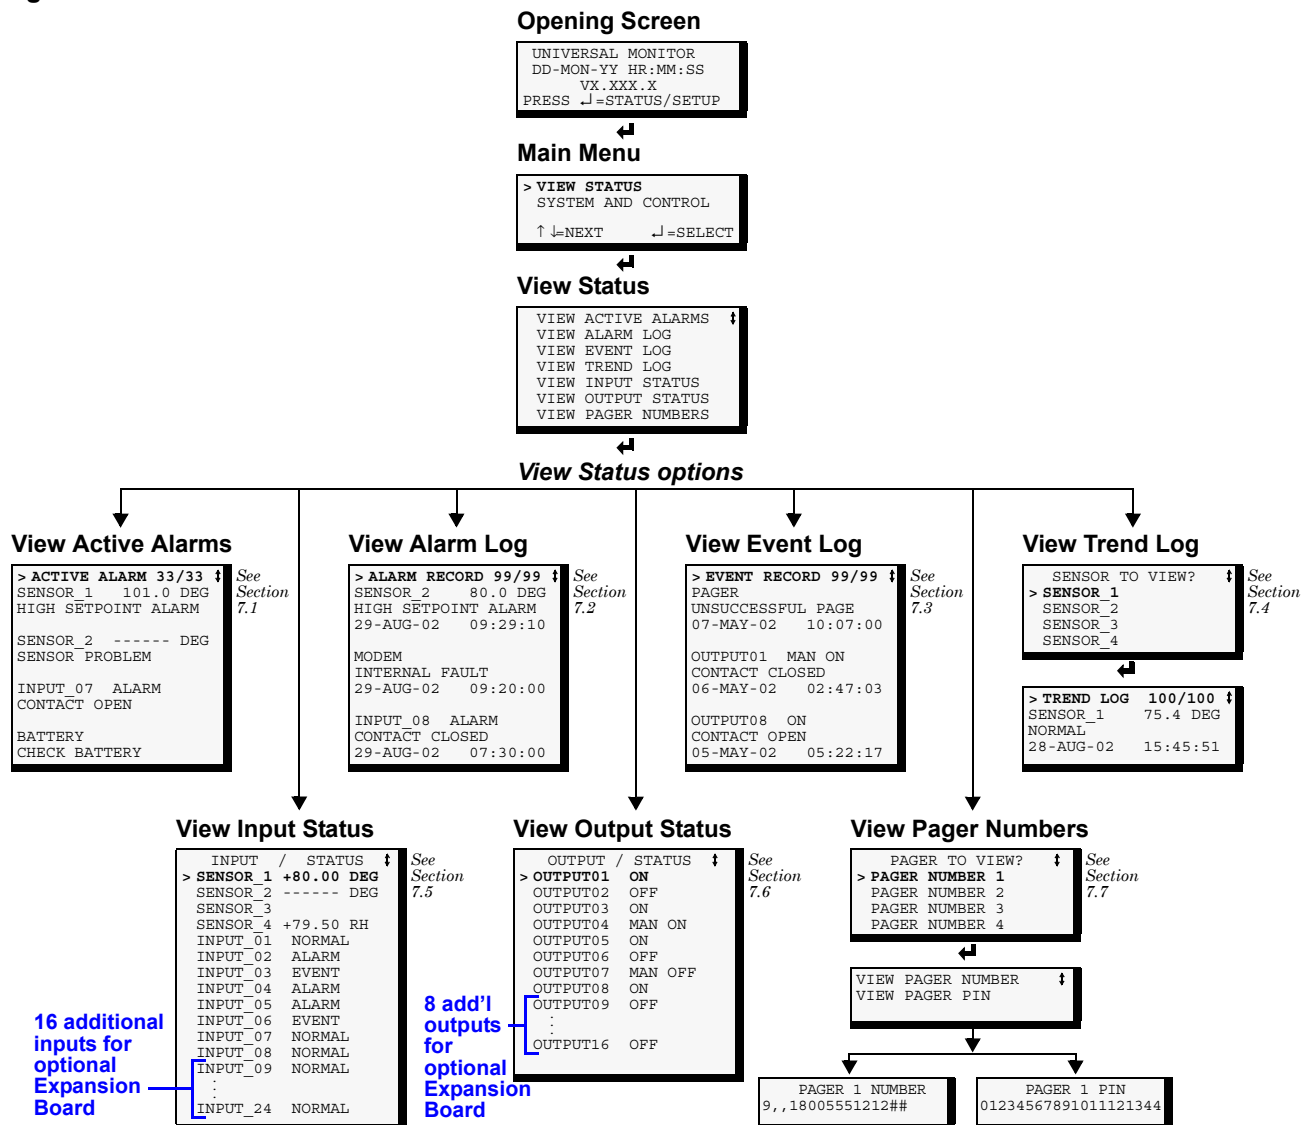 Opening Screen
UNIVERSAL MONITOR
DD-MON-YY HR:MM:SS
VX.XXX.X
PRESS ↵=STATUS/SETUP
Main Menu
> VIEW STATUS
SYSTEM AND CONTROL
↑↓=NEXT ↵=SELECT
View Status
VIEW ACTIVE ALARMS ↕
VIEW ALARM LOG
VIEW EVENT LOG
VIEW TREND LOG
VIEW INPUT STATUS
VIEW OUTPUT STATUS
VIEW PAGER NUMBERS
View Status options
View Active Alarms
> ACTIVE ALARM 33/33 ↕
SENSOR_1 101.0 DEG
HIGH SETPOINT ALARM
SENSOR_2 ------ DEG
SENSOR PROBLEM
INPUT_07 ALARM
CONTACT OPEN
BATTERY
CHECK BATTERY
See
Section
7.1
View Alarm Log
> ALARM RECORD 99/99 ↕
SENSOR_2 80.0 DEG
HIGH SETPOINT ALARM
29-AUG-02 09:29:10
MODEM
INTERNAL FAULT
29-AUG-02 09:20:00
INPUT_08 ALARM
CONTACT CLOSED
29-AUG-02 07:30:00
See
Section
7.2
View Event Log
> EVENT RECORD 99/99 ↕
PAGER
UNSUCCESSFUL PAGE
07-MAY-02 10:07:00
OUTPUT01 MAN ON
CONTACT CLOSED
06-MAY-02 02:47:03
OUTPUT08 ON
CONTACT OPEN
05-MAY-02 05:22:17
See
Section
7.3
View Trend Log
SENSOR TO VIEW? ↕
> SENSOR_1
SENSOR_2
SENSOR_3
SENSOR_4
See
Section
7.4
> TREND LOG 100/100 ↕
SENSOR_1 75.4 DEG
NORMAL
28-AUG-02 15:45:51
View Input Status
INPUT / STATUS ↕
> SENSOR_1 +80.00 DEG
SENSOR_2 ------ DEG
SENSOR_3
SENSOR_4 +79.50 RH
INPUT_01 NORMAL
INPUT_02 ALARM
INPUT_03 EVENT
INPUT_04 ALARM
INPUT_05 ALARM
INPUT_06 EVENT
INPUT_07 NORMAL
INPUT_08 NORMAL
INPUT_09 NORMAL
:
INPUT_24 NORMAL
See
Section
7.5
16 additional
inputs for
optional
Expansion
Board
View Output Status
OUTPUT / STATUS ↕
> OUTPUT01 ON
OUTPUT02 OFF
OUTPUT03 ON
OUTPUT04 MAN ON
OUTPUT05 ON
OUTPUT06 OFF
OUTPUT07 MAN OFF
OUTPUT08 ON
OUTPUT09 OFF
:
OUTPUT16 OFF
See
Section
7.6
8 add'l
outputs
for
optional
Expansion
Board
View Pager Numbers
PAGER TO VIEW? ↕
> PAGER NUMBER 1
PAGER NUMBER 2
PAGER NUMBER 3
PAGER NUMBER 4
See
Section
7.7
VIEW PAGER NUMBER ↕
VIEW PAGER PIN
PAGER 1 NUMBER
9,,18005551212##
PAGER 1 PIN
01234567891011121344